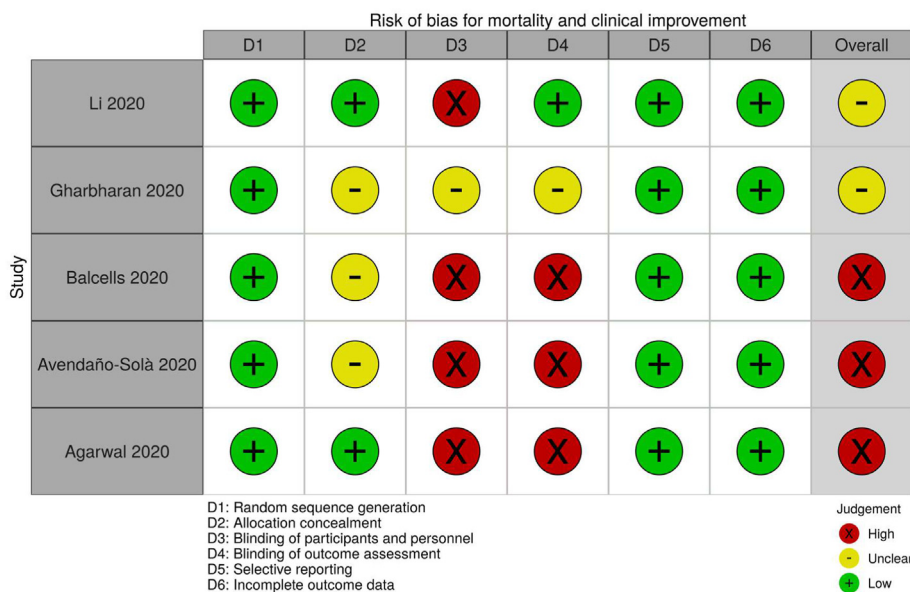 Risk of bias for mortality and clinical improvement
D1 D2 D3 D4 D5 D6 Overall
Study
Li 2020 + + X + + + -
Gharbharan 2020 + - - - + + -
Balcells 2020 + - X X + + X
Avendaño-Solà 2020 + - X X + + X
Agarwal 2020 + + X X + + X
D1: Random sequence generation
D2: Allocation concealment
D3: Blinding of participants and personnel
D4: Blinding of outcome assessment
D5: Selective reporting
D6: Incomplete outcome data
Judgement
X High
- Unclear
+ Low